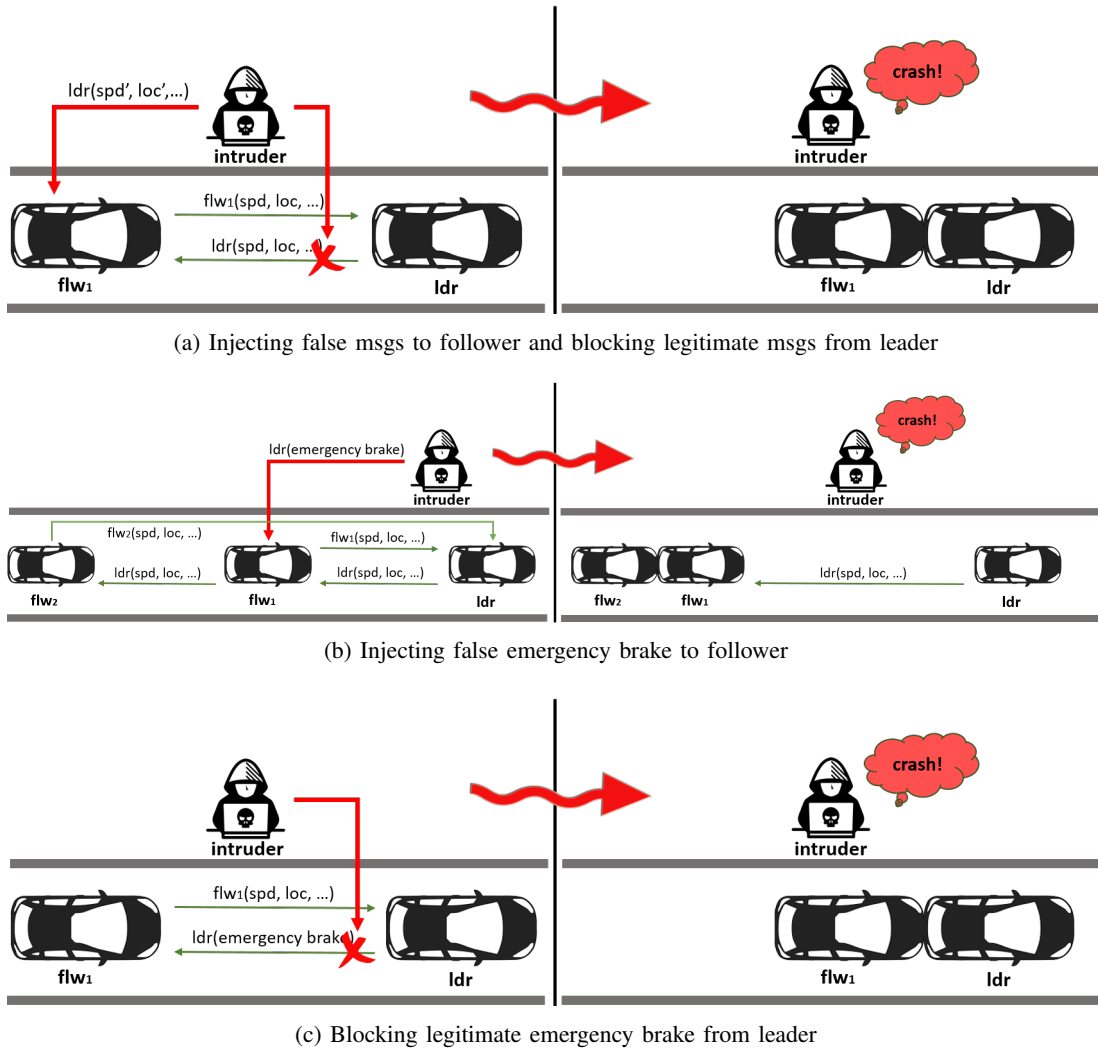 ldr(spd’, loc’,…)
intruder
crash!
intruder
flw1(spd, loc, …)
ldr(spd, loc, …)
flw1
ldr
flw1
ldr
(a) Injecting false msgs to follower and blocking legitimate msgs from leader
crash!
ldr(emergency brake)
intruder
intruder
flw2(spd, loc, …)
flw1(spd, loc, …)
ldr(spd, loc, …)
ldr(spd, loc, …)
ldr(spd, loc, …)
flw2
flw1
ldr
flw2
flw1
ldr
(b) Injecting false emergency brake to follower
crash!
intruder
intruder
flw1(spd, loc, …)
ldr(emergency brake)
flw1
ldr
flw1
ldr
(c) Blocking legitimate emergency brake from leader